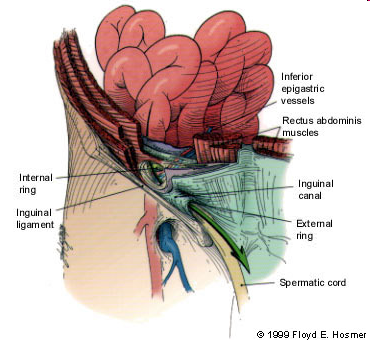 Inferior
epigastric
vessels
Rectus abdominis
muscles
Internal
ring
Inguinal
ligament
Inguinal
canal
External
ring
Spermatic cord
© 1999 Floyd E. Hosmer